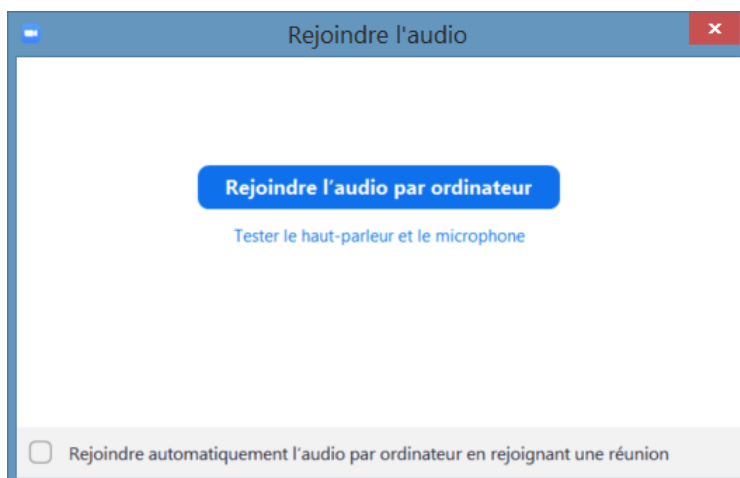 Rejoindre l'audio
Rejoindre l’audio par ordinateur
Tester le haut-parleur et le microphone
Rejoindre automatiquement l’audio par ordinateur en rejoignant une réunion